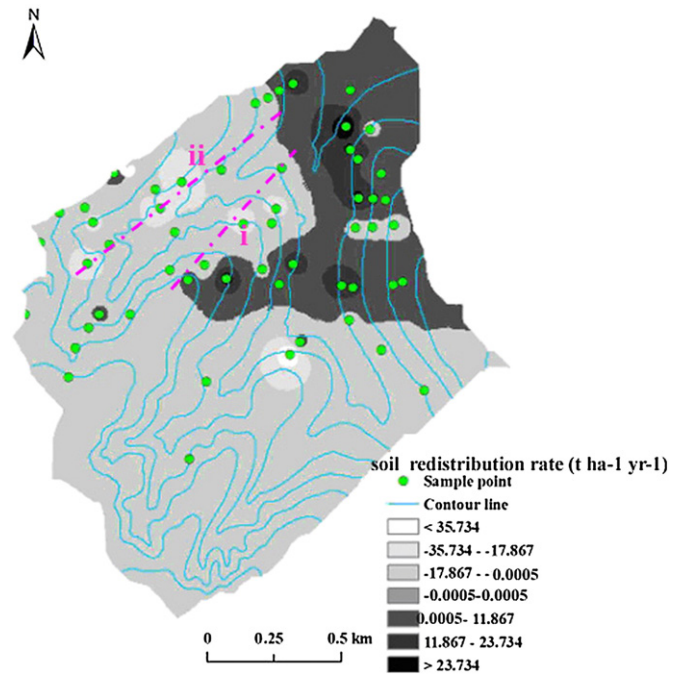 N
ii
i
soil redistribution rate (t ha-1 yr-1)
Sample point
Contour line
< 35.734
-35.734 - -17.867
-17.867 - - 0.0005
-0.0005-0.0005
0.0005- 11.867
11.867 - 23.734
> 23.734
0 0.25 0.5 km